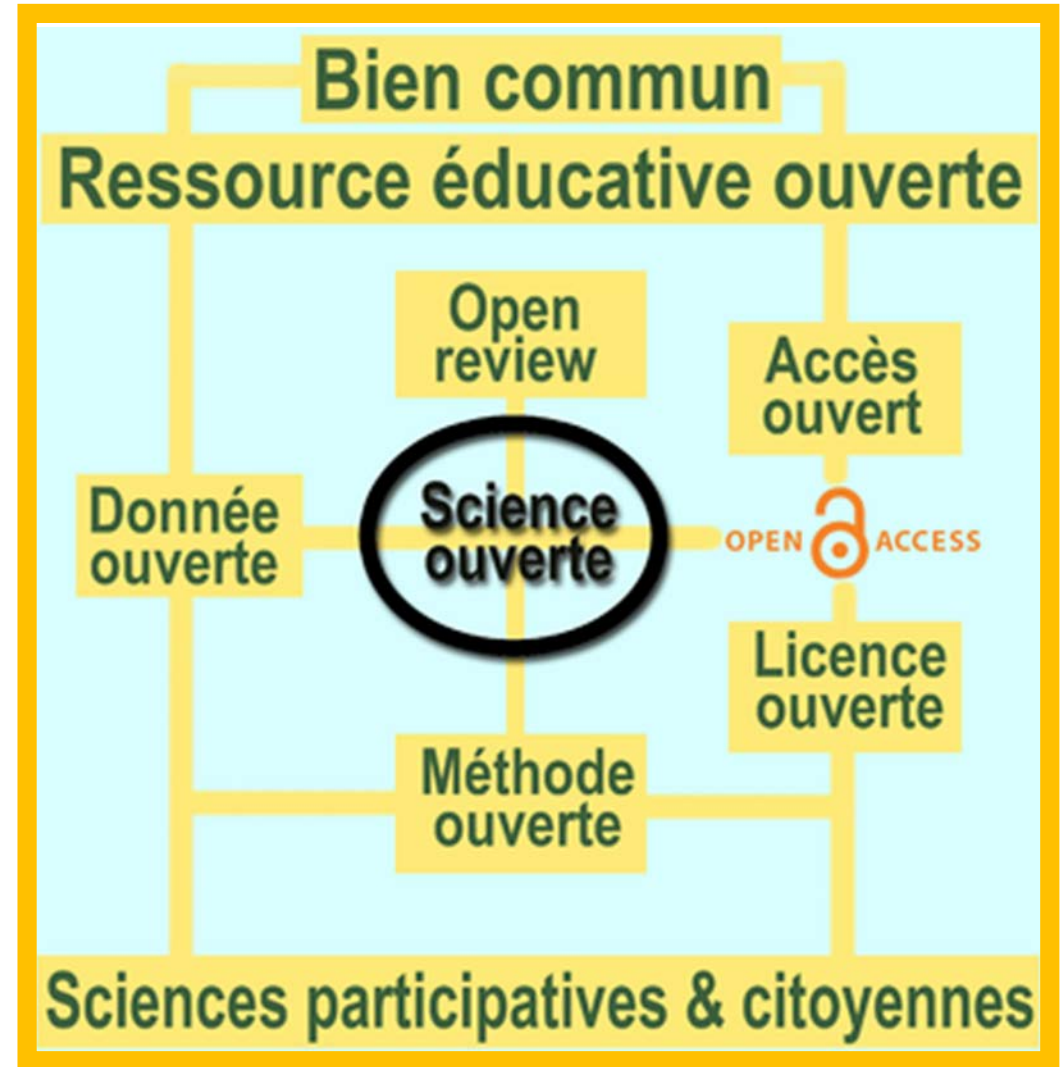 Bien commun
Ressource éducative ouverte
Open
review
Accès
ouvert
Donnée
ouverte
Science
ouverte
OPEN ACCESS
Licence
ouverte
Méthode
ouverte
Sciences participatives & citoyennes